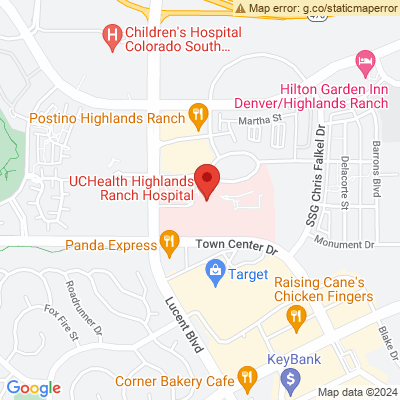 Map error: g.co/staticmaperror
470
Children's Hospital
Colorado South...
Hilton Garden Inn
Denver/Highlands Ranch
Postino Highlands Ranch
Martha St
SSG Chris Falkel Dr
Delacorte St
Barrons Blvd
UCHealth Highlands
Ranch Hospital
Town Center Dr
Monument Dr
Panda Express
Target
Raising Cane's
Chicken Fingers
Roadrunner Dr
Fox Fire St
Lucent Blvd
KeyBank
Blake Dr
Corner Bakery Cafe
Google
Map data ©2024